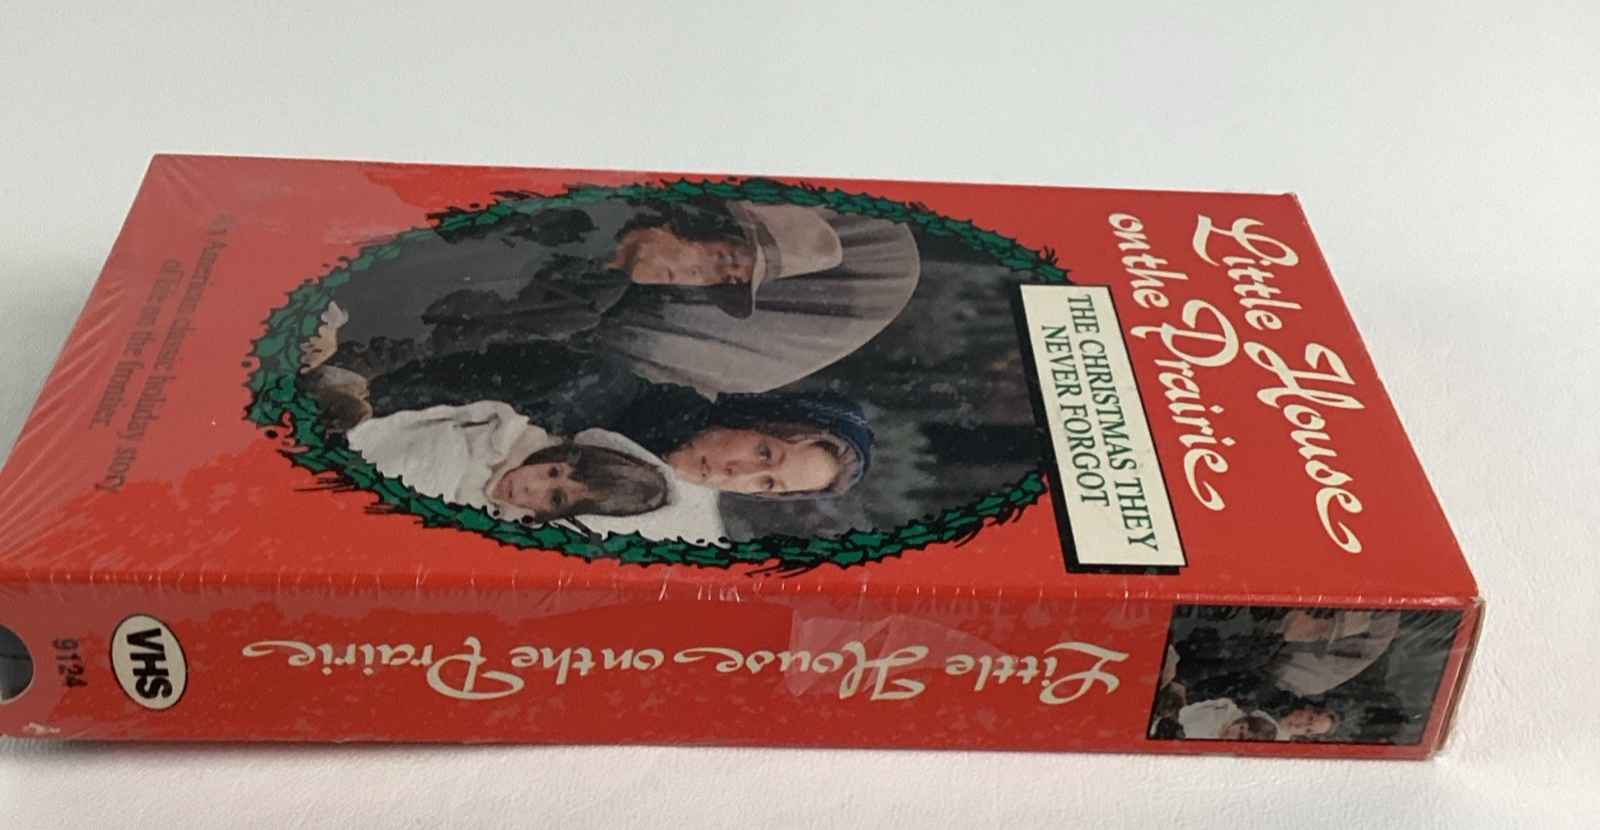 Little House
on the Prairie
THE CHRISTMAS THEY
NEVER FORGOT
An American classic holiday story
of life on the frontier.
Little House on the Prairie
VHS
9124